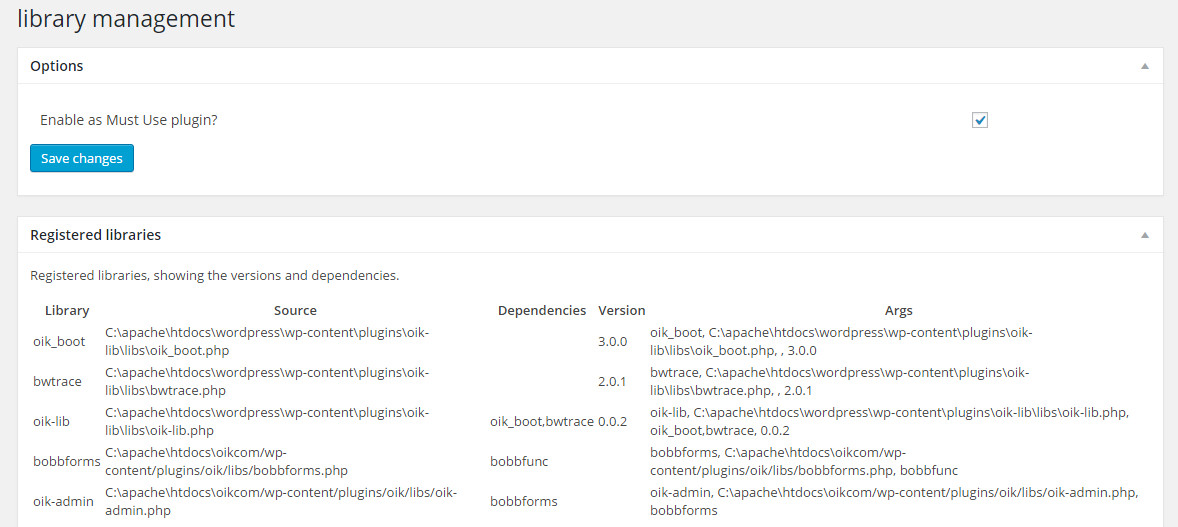 library management
Options
Enable as Must Use plugin?
Save changes
Registered libraries
Registered libraries, showing the versions and dependencies.
Library Source Dependencies Version Args
oik_boot C:\apache\htdocs\wordpress\wp-content\plugins\oik-lib\libs\oik_boot.php 3.0.0 oik_boot, C:\apache\htdocs\wordpress\wp-content\plugins\oik-lib\libs\oik_boot.php, , 3.0.0
bwtrace C:\apache\htdocs\wordpress\wp-content\plugins\oik-lib\libs\bwtrace.php 2.0.1 bwtrace, C:\apache\htdocs\wordpress\wp-content\plugins\oik-lib\libs\bwtrace.php, , 2.0.1
oik-lib C:\apache\htdocs\wordpress\wp-content\plugins\oik-lib\libs\oik-lib.php oik_boot,bwtrace 0.0.2 oik-lib, C:\apache\htdocs\wordpress\wp-content\plugins\oik-lib\libs\oik-lib.php, oik_boot,bwtrace, 0.0.2
bobbforms C:\apache\htdocs\oikcom/wp-content/plugins/oik/libs/bobbforms.php bobbfunc bobbforms, C:\apache\htdocs\oikcom/wp-content/plugins/oik/libs/bobbforms.php, bobbfunc
oik-admin C:\apache\htdocs\oikcom/wp-content/plugins/oik/libs/oik-admin.php bobbforms oik-admin, C:\apache\htdocs\oikcom/wp-content/plugins/oik/libs/oik-admin.php, bobbforms